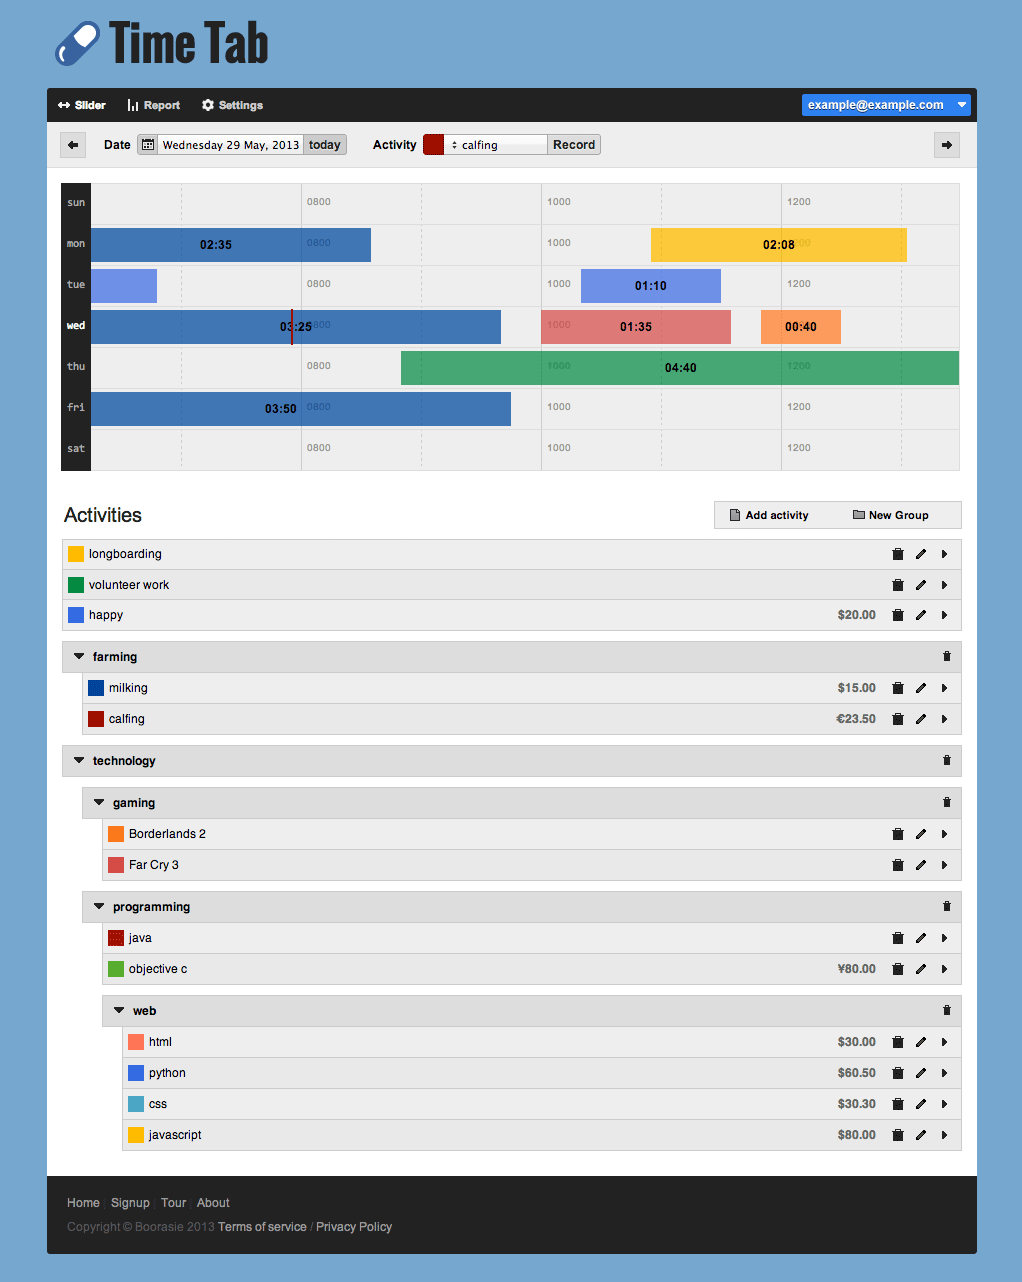 Time Tab
Slider Report Settings example@example.com
Date Wednesday 29 May, 2013 today Activity calfing Record
sun 0800 1000 1200
mon 02:35 0800 1000 02:08
tue 0800 1000 01:10 1200
wed 03:25 0800 1000 01:35 00:40
thu 0800 1000 04:40 1200
fri 03:50 0800 1000 1200
sat 0800 1000 1200
Activities Add activity New Group
longboarding
volunteer work
happy $20.00
farming
milking $15.00
calfing €23.50
technology
gaming
Borderlands 2
Far Cry 3
programming
java
objective c ¥80.00
web
html $30.00
python $60.50
css $30.30
javascript $80.00
Home Signup Tour About
Copyright © Boorasie 2013 Terms of service / Privacy Policy